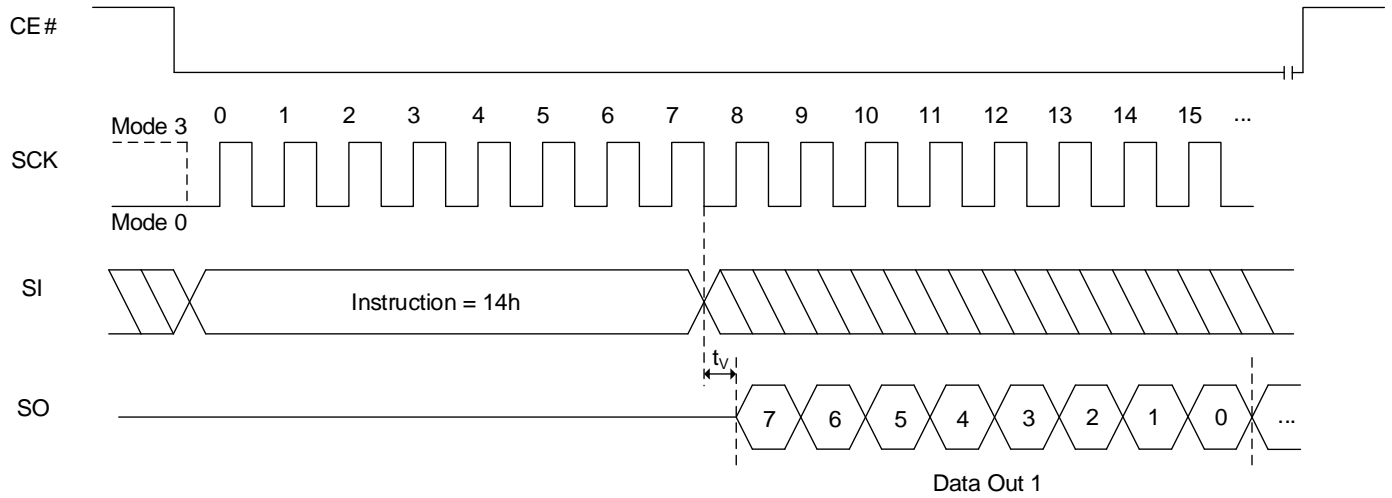 CE#
0 1 2 3 4 5 6 7 8 9 10 11 12 13 14 15 ...
Mode 3
SCK
Mode 0
SI
Instruction = 14h
tV
SO
7 6 5 4 3 2 1 0 ...
Data Out 1